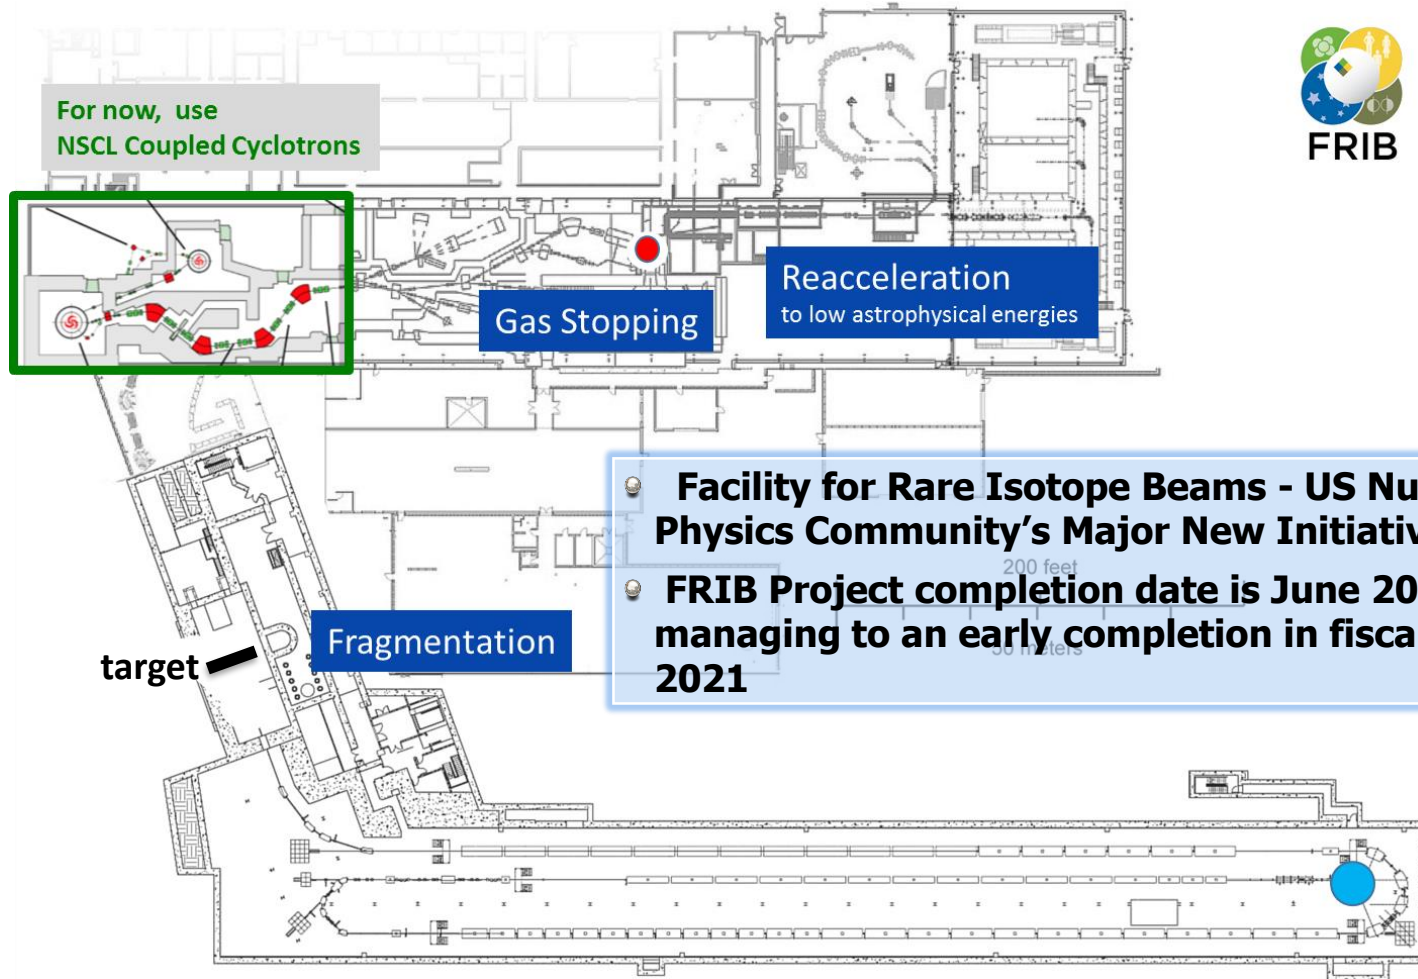 For now, use
NSCL Coupled Cyclotrons
FRIB
Reacceleration
to low astrophysical energies
Gas Stopping
Facility for Rare Isotope Beams - US Nu
Physics Community’s Major New Initiativ
200 feet
FRIB Project completion date is June 20
managing to an early completion in fisca
50 meters
2021
Fragmentation
target